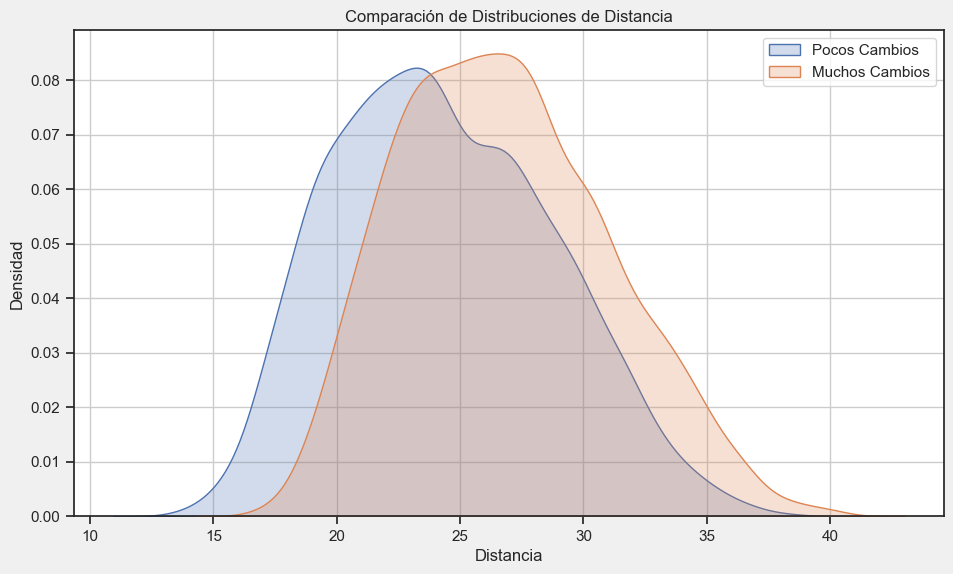 Comparación de Distribuciones de Distancia
Pocos Cambios
Muchos Cambios
Densidad
0.08
0.07
0.06
0.05
0.04
0.03
0.02
0.01
0.00
10 15 20 25 30 35 40
Distancia